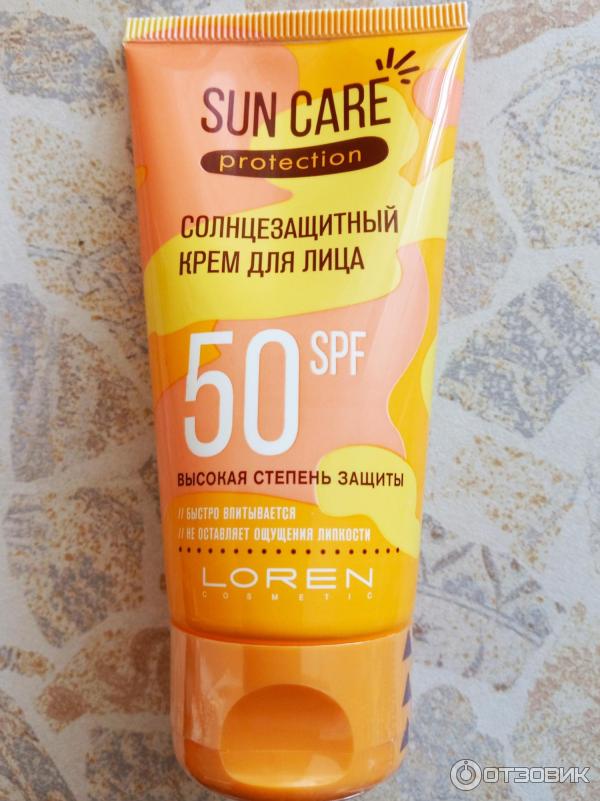 SUN CARE
protection
СОЛНЦЕЗАЩИТНЫЙ
КРЕМ ДЛЯ ЛИЦА
50 SPF
ВЫСОКАЯ СТЕПЕНЬ ЗАЩИТЫ
// БЫСТРО ВПИТЫВАЕТСЯ
// НЕ ОСТАВЛЯЕТ ОЩУЩЕНИЯ ЛИПКОСТИ
LOREN
COSMETIC
ОТЗОВИК